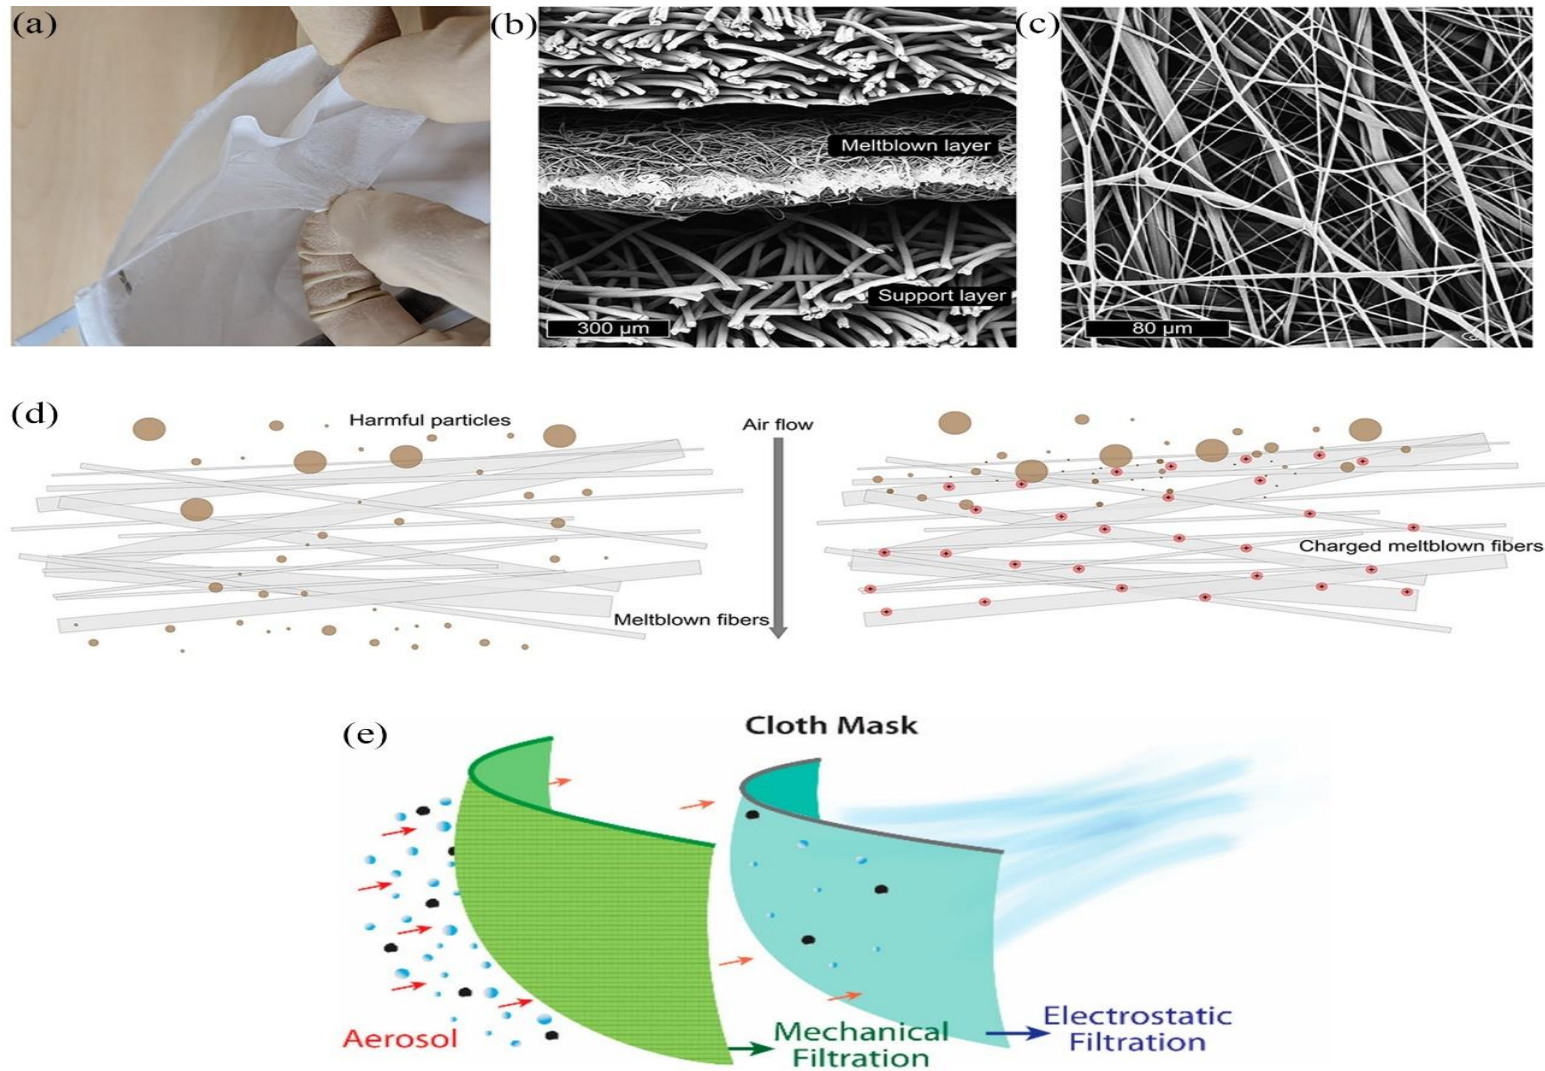 (a)
(b)
(c)
Meltblown layer
Support layer
300 µm
80 µm
(d)
Harmful particles
Air flow
Meltblown fibers
Charged meltblown fibers
(e)
Cloth Mask
Aerosol
Mechanical
Filtration
Electrostatic
Filtration